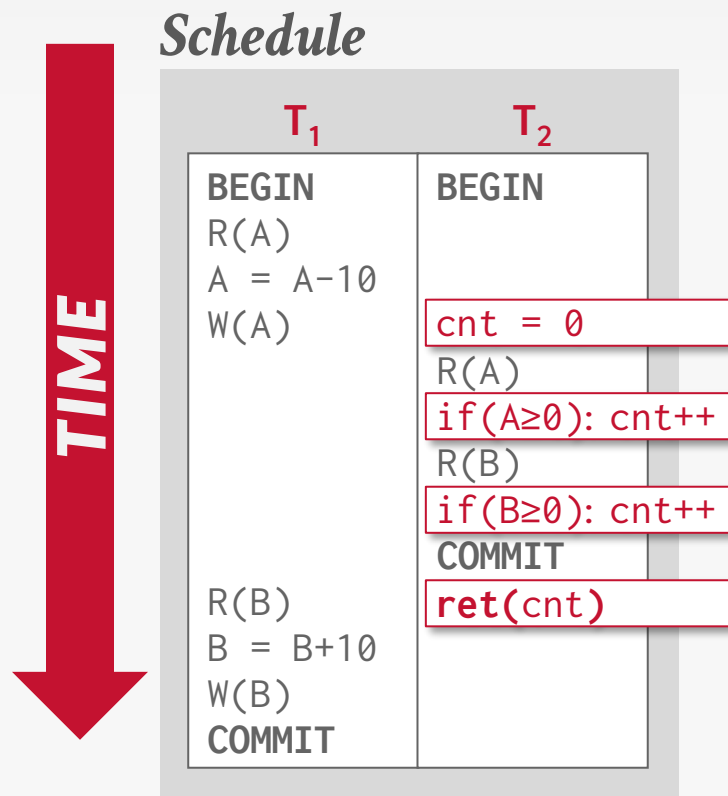 Schedule
TIME
T1 T2
BEGIN BEGIN
R(A)
A = A-10
W(A) cnt = 0
R(A)
if(A≥0): cnt++
R(B)
if(B≥0): cnt++
COMMIT
R(B) ret(cnt)
B = B+10
W(B)
COMMIT